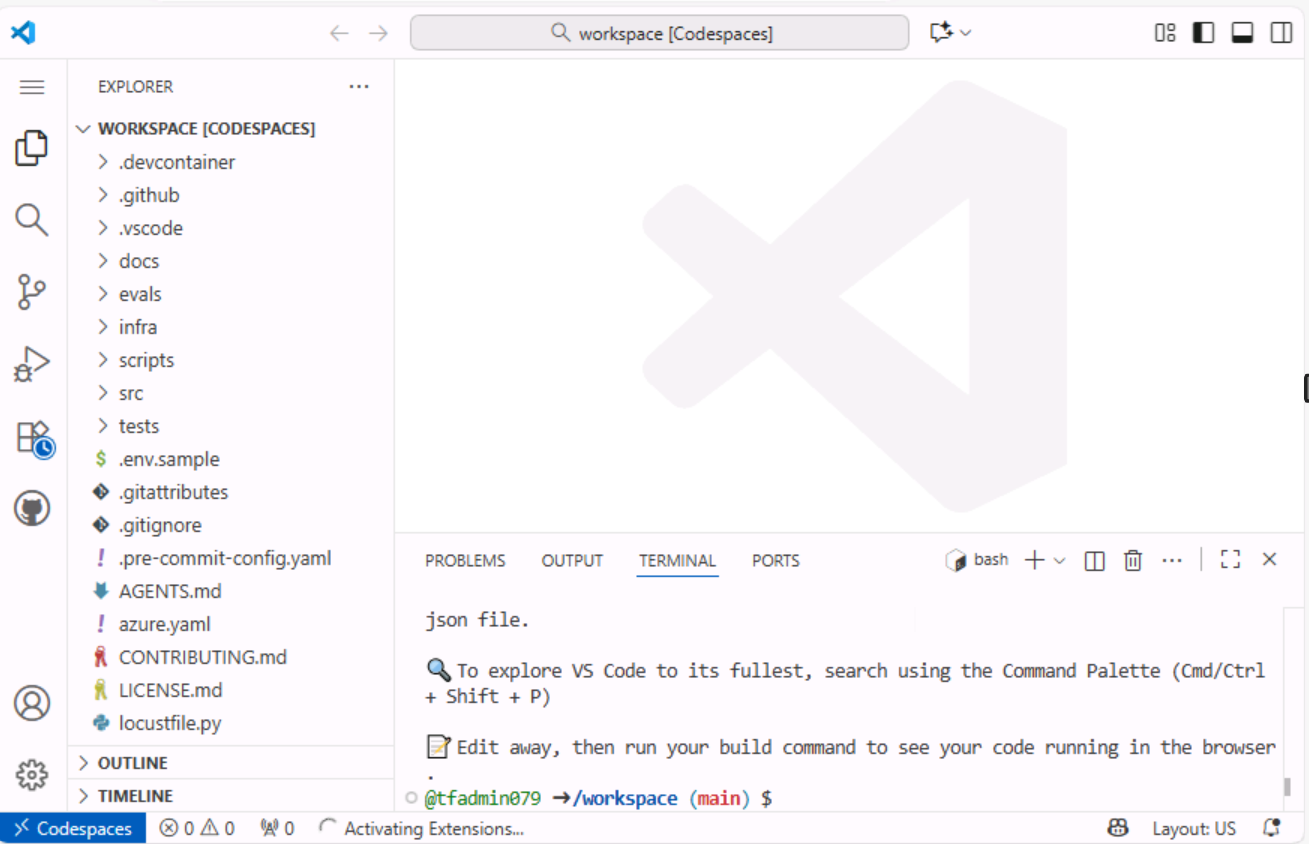 workspace [Codespaces]
EXPLORER
WORKSPACE [CODESPACES]
.devcontainer
.github
.vscode
docs
evals
infra
scripts
src
tests
.env.sample
.gitattributes
.gitignore
.pre-commit-config.yaml
AGENTS.md
azure.yaml
CONTRIBUTING.md
LICENSE.md
locustfile.py
OUTLINE
TIMELINE
PROBLEMS OUTPUT TERMINAL PORTS bash
json file.
🔍 To explore VS Code to its fullest, search using the Command Palette (Cmd/Ctrl
+ Shift + P)
📝 Edit away, then run your build command to see your code running in the browser
.
@tfadmin079 →/workspace (main) $
Codespaces 0 0 0 Activating Extensions... Layout: US